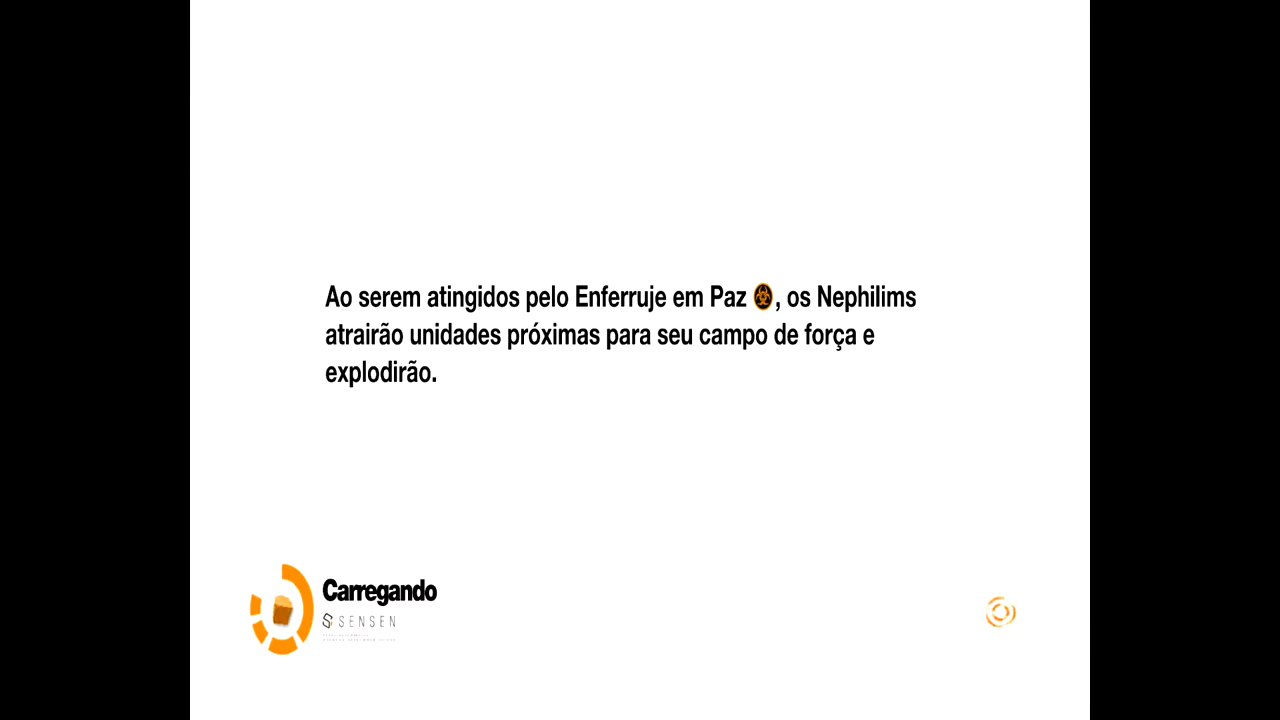 Ao serem atingidos pelo Enferruje em Paz , os Nephilims
atrairão unidades próximas para seu campo de força e
explodirão.
Carregando
SENSEN